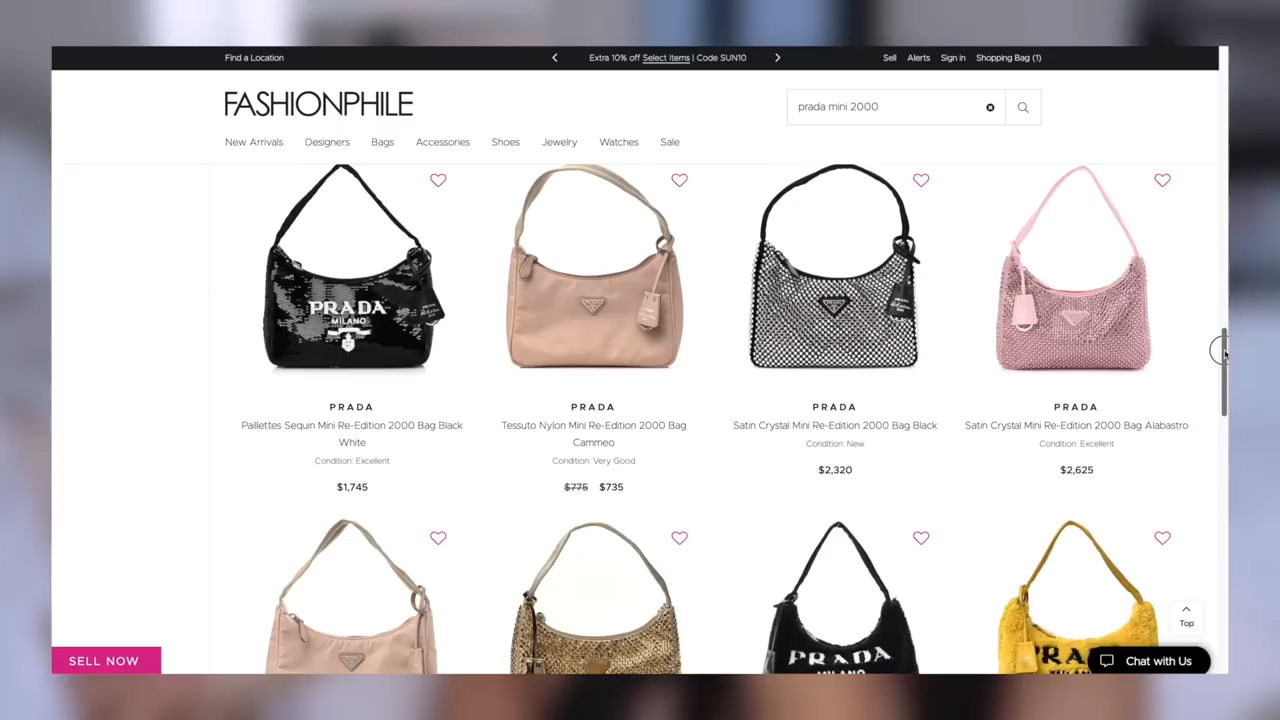 Find a Location
Extra 10% off Select Items | Code SUN10
Sell Alerts Sign in Shopping Bag (1)
FASHIONPHILE
prada mini 2000
New Arrivals Designers Bags Accessories Shoes Jewelry Watches Sale
PRADA
MILANO
PRADA
Paillettes Sequin Mini Re-Edition 2000 Bag Black
White
Condition: Excellent
$1,745
PRADA
Tessuto Nylon Mini Re-Edition 2000 Bag
Cammeo
Condition: Very Good
$775 $735
PRADA
Satin Crystal Mini Re-Edition 2000 Bag Black
Condition: New
$2,320
PRADA
Satin Crystal Mini Re-Edition 2000 Bag Alabastro
Condition: Excellent
$2,625
PRADA
Top
SELL NOW
Chat with Us